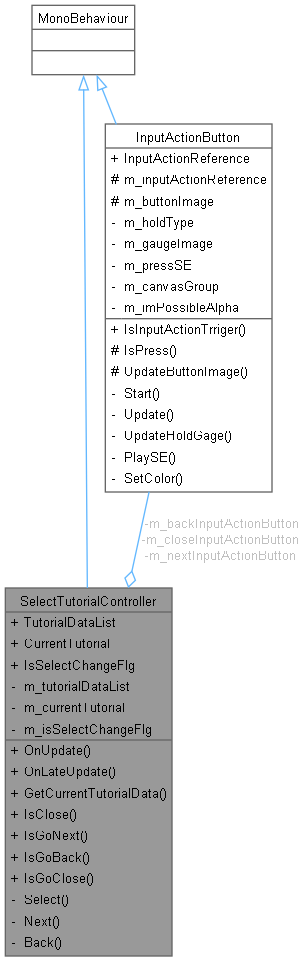 MonoBehaviour
InputActionButton
+ InputActionReference
# m_inputActionReference
# m_buttonImage
- m_holdType
- m_gaugeImage
- m_pressSE
- m_canvasGroup
- m_imPossibleAlpha
+ IsInputActionTrriger()
# IsPress()
# UpdateButtonImage()
- Start()
- Update()
- UpdateHoldGage()
- PlaySE()
- SetColor()
-m_backInputActionButton
-m_closeInputActionButton
-m_nextInputActionButton
SelectTutorialController
+ TutorialDataList
+ CurrentTutorial
+ IsSelectChangeFlg
- m_tutorialDataList
- m_currentTutorial
- m_isSelectChangeFlg
+ OnUpdate()
+ OnLateUpdate()
+ GetCurrentTutorialData()
+ IsClose()
+ IsGoNext()
+ IsGoBack()
+ IsGoClose()
- Select()
- Next()
- Back()